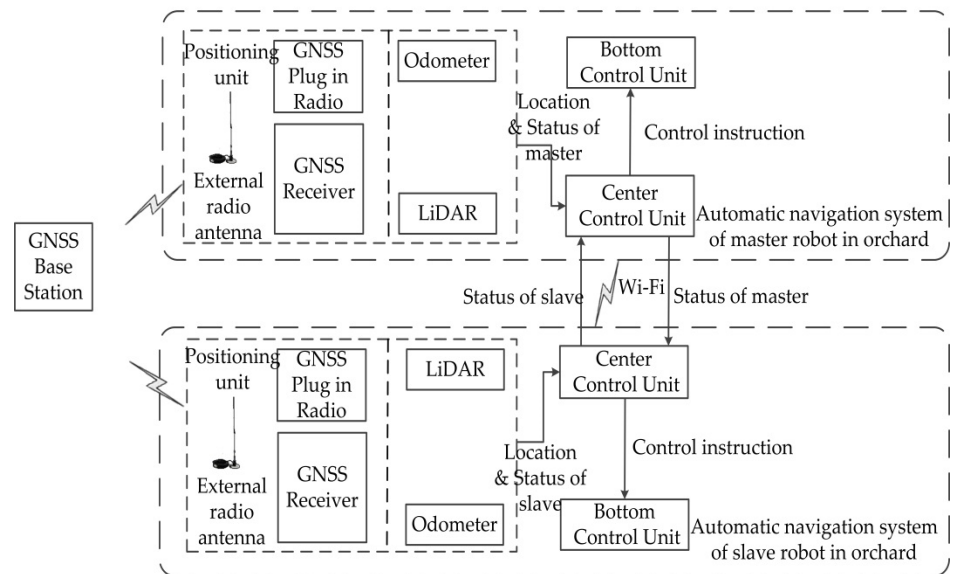 GNSS
Base
Station
Positioning
unit
External
radio
antenna
GNSS
Plug in
Radio
GNSS
Receiver
Odometer
LiDAR
Location
& Status of
master
Bottom
Control Unit
Control instruction
Center
Control Unit
Automatic navigation system
of master robot in orchard
Status of slave
Wi-Fi
Status of master
Positioning
unit
External
radio
antenna
GNSS
Plug in
Radio
GNSS
Receiver
LiDAR
Odometer
Location
& Status of
slave
Center
Control Unit
Control instruction
Bottom
Control Unit
Automatic navigation system
of slave robot in orchard